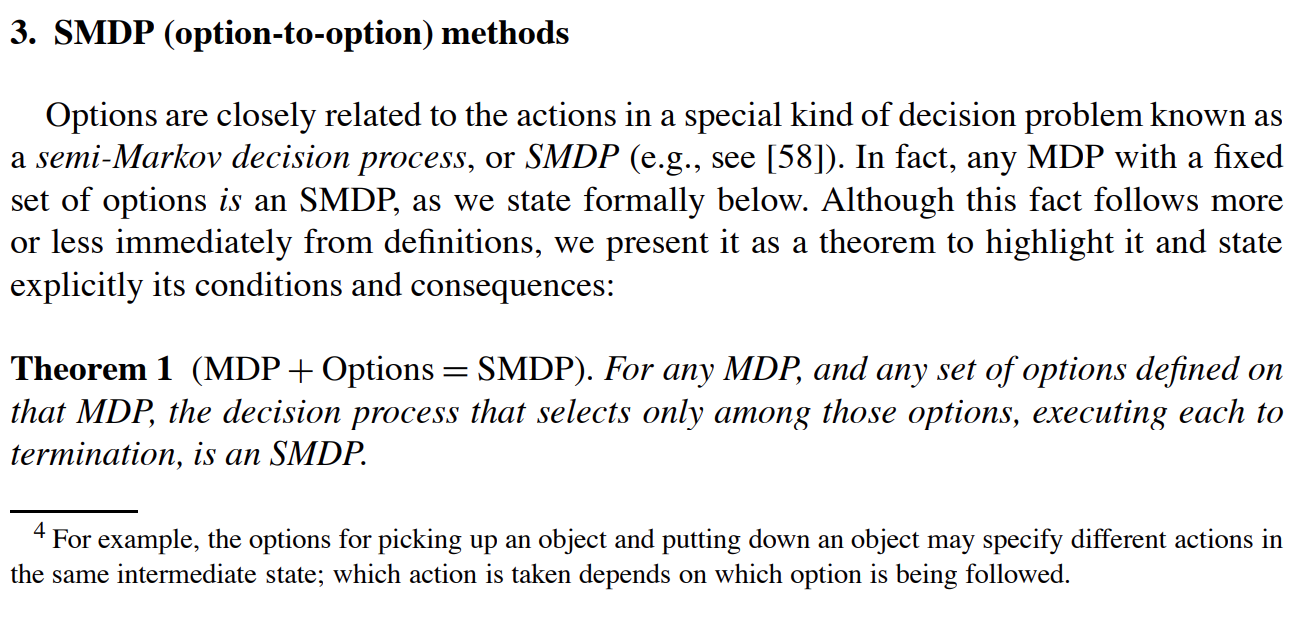 3. SMDP (option-to-option) methods
Options are closely related to the actions in a special kind of decision problem known as
a semi-Markov decision process, or SMDP (e.g., see [58]). In fact, any MDP with a fixed
set of options is an SMDP, as we state formally below. Although this fact follows more
or less immediately from definitions, we present it as a theorem to highlight it and state
explicitly its conditions and consequences:
Theorem 1 (MDP + Options = SMDP). For any MDP, and any set of options defined on
that MDP, the decision process that selects only among those options, executing each to
termination, is an SMDP.
4 For example, the options for picking up an object and putting down an object may specify different actions in
the same intermediate state; which action is taken depends on which option is being followed.